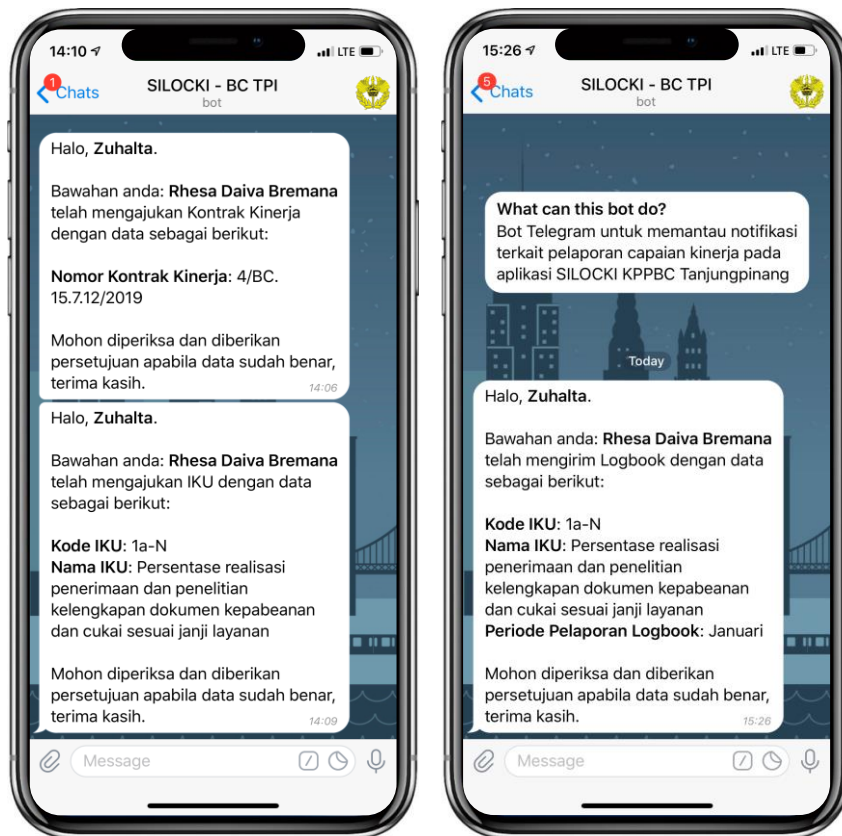 14:10
LTE
1
Chats
SILOCKI - BC TPI
bot
Halo, Zuhalta.
Bawahan anda: Rhesa Daiva Bremana
telah mengajukan Kontrak Kinerja
dengan data sebagai berikut:
Nomor Kontrak Kinerja: 4/BC.
15.7.12/2019
Mohon diperiksa dan diberikan
persetujuan apabila data sudah benar,
terima kasih.
14:06
Halo, Zuhalta.
Bawahan anda: Rhesa Daiva Bremana
telah mengajukan IKU dengan data
sebagai berikut:
Kode IKU: 1a-N
Nama IKU: Persentase realisasi
penerimaan dan penelitian
kelengkapan dokumen kepabeanan
dan cukai sesuai janji layanan
Mohon diperiksa dan diberikan
persetujuan apabila data sudah benar,
terima kasih.
14:09
Message
15:26
LTE
5
Chats
SILOCKI - BC TPI
bot
What can this bot do?
Bot Telegram untuk memantau notifikasi
terkait pelaporan capaian kinerja pada
aplikasi SILOCKI KPPBC Tanjungpinang
Today
Halo, Zuhalta.
Bawahan anda: Rhesa Daiva Bremana
telah mengirim Logbook dengan data
sebagai berikut:
Kode IKU: 1a-N
Nama IKU: Persentase realisasi
penerimaan dan penelitian
kelengkapan dokumen kepabeanan
dan cukai sesuai janji layanan
Periode Pelaporan Logbook: Januari
Mohon diperiksa dan diberikan
persetujuan apabila data sudah benar,
terima kasih.
15:26
Message